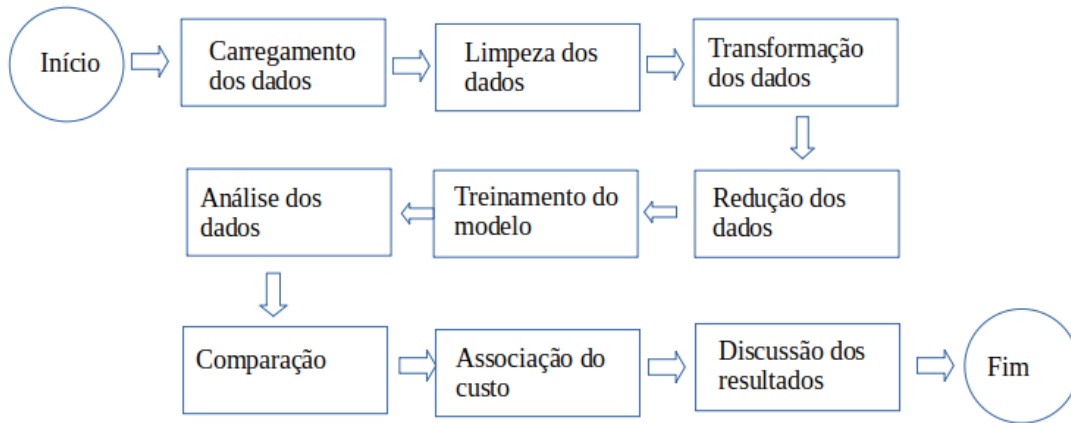 Início
Carregamento
dos dados
Limpeza dos
dados
Transformação
dos dados
Redução dos
dados
Treinamento do
modelo
Análise dos
dados
Comparação
Associação do
custo
Discussão dos
resultados
Fim